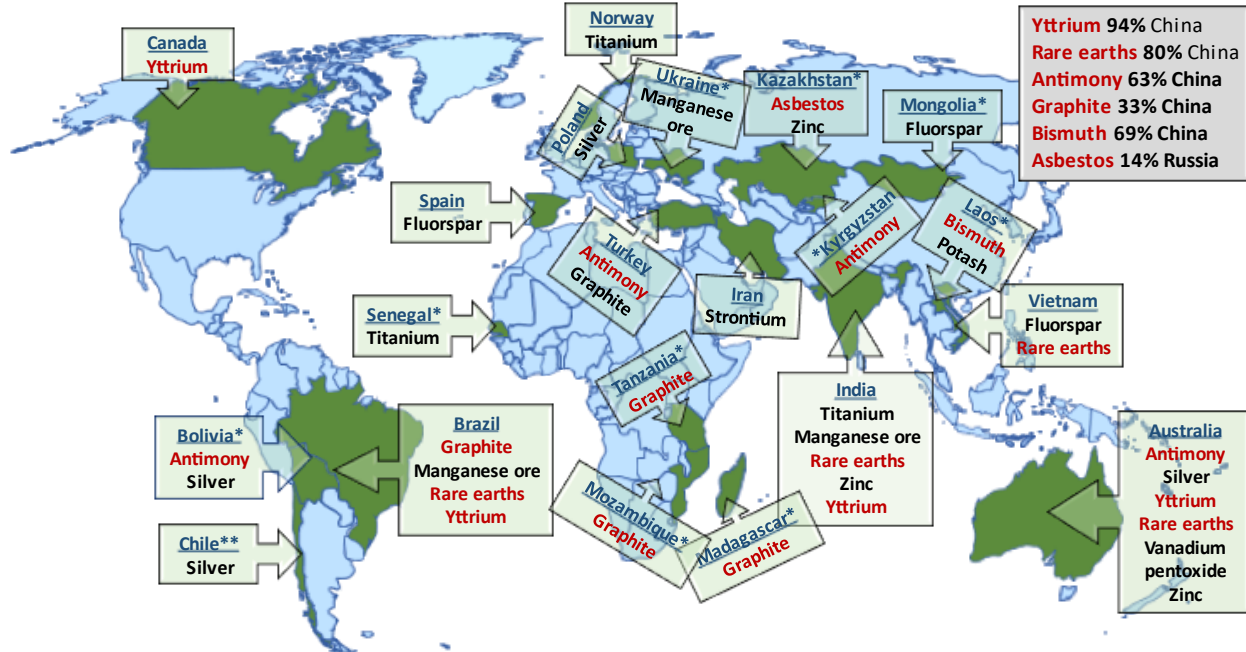 Norway
Titanium
Canada
Yttrium
Yttrium 94% China
Rare earths 80% China
Antimony 63% China
Graphite 33% China
Bismuth 69% China
Asbestos 14% Russia
Ukraine*
Manganese
ore
Kazakhstan*
Asbestos
Zinc
Mongolia*
Fluorspar
Poland
Silver
Spain
Fluorspar
Turkey
Antimony
Graphite
*Kyrgyzstan
Antimony
Laos*
Bismuth
Potash
Iran
Strontium
Vietnam
Fluorspar
Rare earths
Senegal*
Titanium
Tanzania*
Graphite
India
Titanium
Manganese ore
Rare earths
Zinc
Yttrium
Bolivia*
Antimony
Silver
Brazil
Graphite
Manganese ore
Rare earths
Yttrium
Australia
Antimony
Silver
Yttrium
Rare earths
Vanadium
pentoxide
Zinc
Chile**
Silver
Mozambique*
Graphite
Madagascar*
Graphite